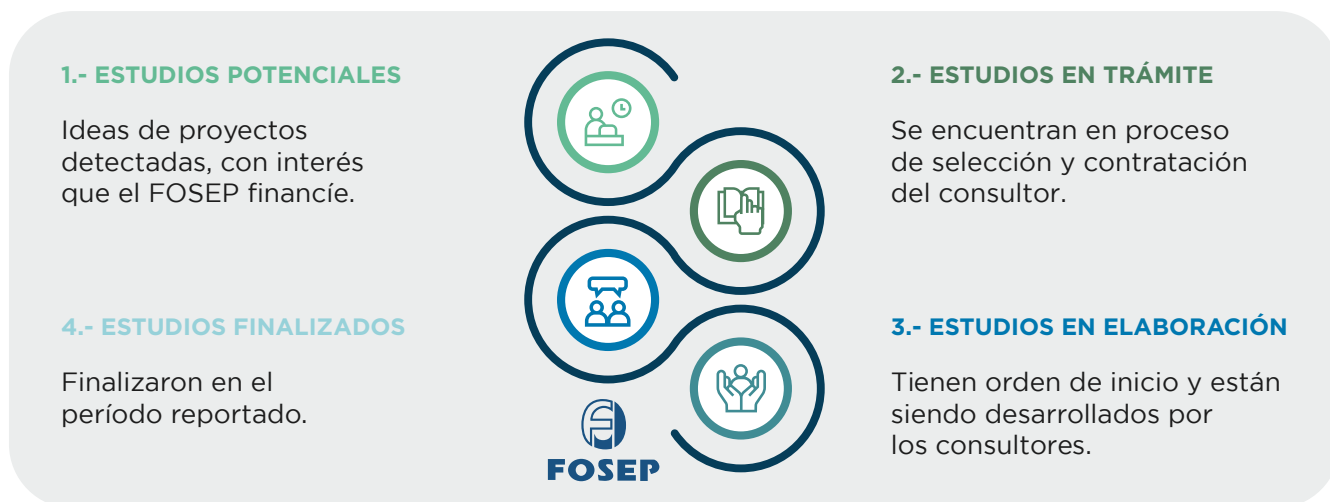 1.- ESTUDIOS POTENCIALES
Ideas de proyectos
detectadas, con interés
que el FOSEP financíe.
2.- ESTUDIOS EN TRÁMITE
Se encuentran en proceso
de selección y contratación
del consultor.
4.- ESTUDIOS FINALIZADOS
Finalizaron en el
período reportado.
3.- ESTUDIOS EN ELABORACIÓN
Tienen orden de inicio y están
siendo desarrollados por
los consultores.
FOSEP